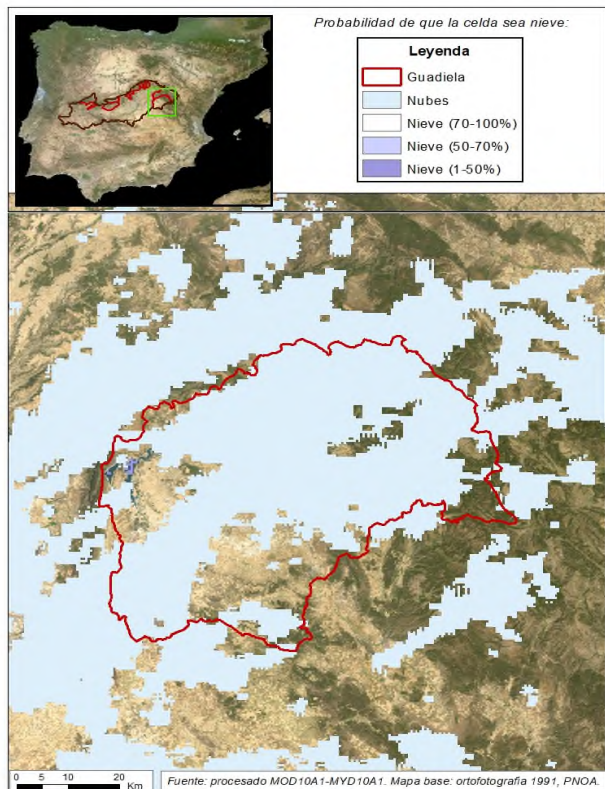 Probabilidad de que la celda sea nieve:
Leyenda
Guadiela
Nubes
Nieve (70-100%)
Nieve (50-70%)
Nieve (1-50%)
0 5 10 20
Km
Fuente: procesado MOD10A1-MYD10A1. Mapa base: ortofotografía 1991, PNOA.